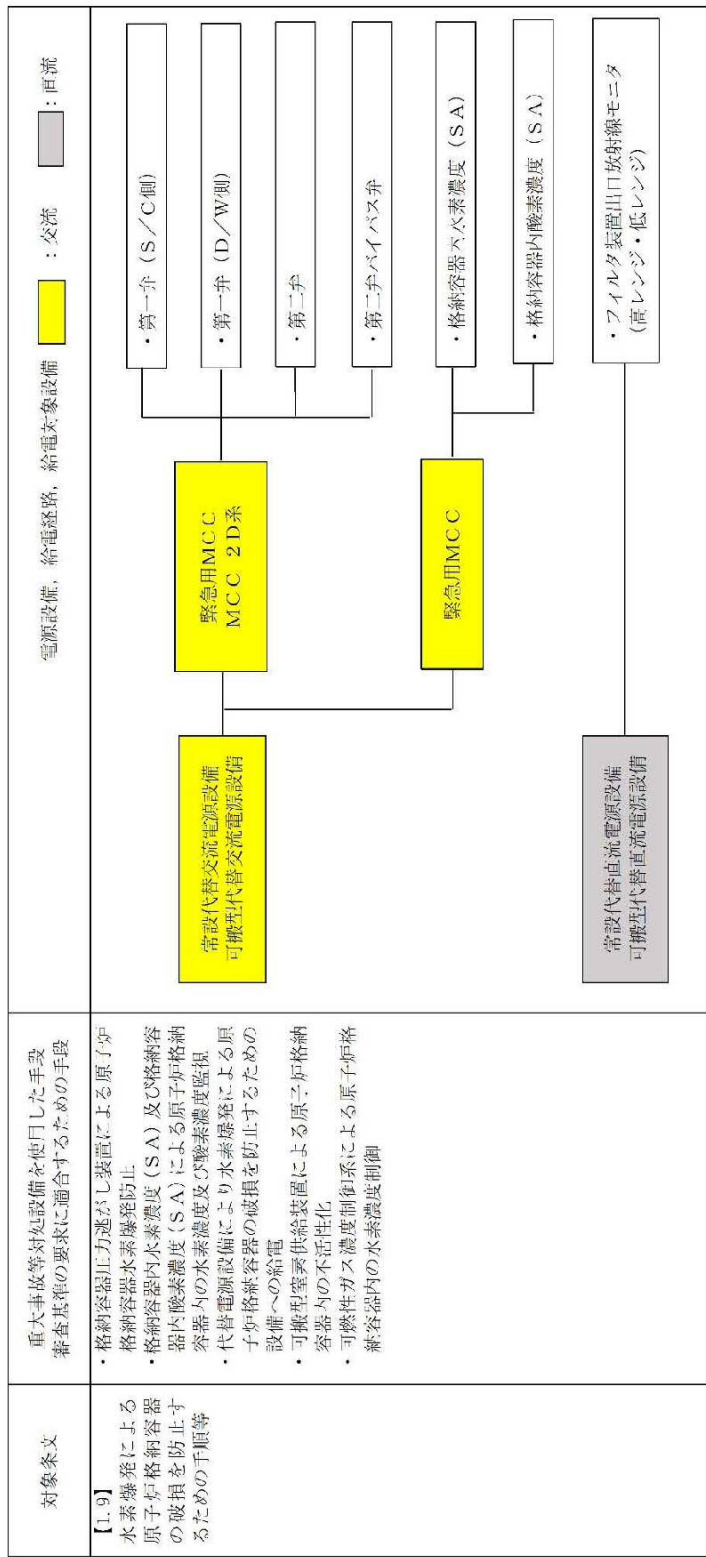 対象条文
重大事故等対処設備を使用した手段
審査基準の要求に適合するための手段
電源設備，給電経路，給電対象設備
：交流
：直流
【1.9】
水素爆発による
原子炉格納容器
の破損を防止す
るための手順等
・格納容器圧力逃がし装置による原子炉
格納容器水素爆発防止
・格納容器内水素濃度（ＳＡ）及び格納容
器内酸素濃度（ＳＡ）による原子炉格納
容器内の水素濃度及び酸素濃度監視
・代替電源設備により水素爆発による原
子炉格納容器の破損を防止するための
設備への給電
・可搬型窒素供給装置による原子炉格納
容器内の不活性化
・可燃性ガス濃度制御系による原子炉格
納容器内の水素濃度制御
常設代替交流電源設備
可搬型代替交流電源設備
緊急用ＭＣＣ
ＭＣＣ ２Ｄ系
・第一弁（Ｓ／Ｃ側）
・第一弁（Ｄ／Ｗ側）
・第二弁
・第二弁バイパス弁
緊急用ＭＣＣ
・格納容器内水素濃度（ＳＡ）
・格納容器内酸素濃度（ＳＡ）
常設代替直流電源設備
可搬型代替直流電源設備
・フィルタ装置出口放射線モニタ
（高レンジ・低レンジ）